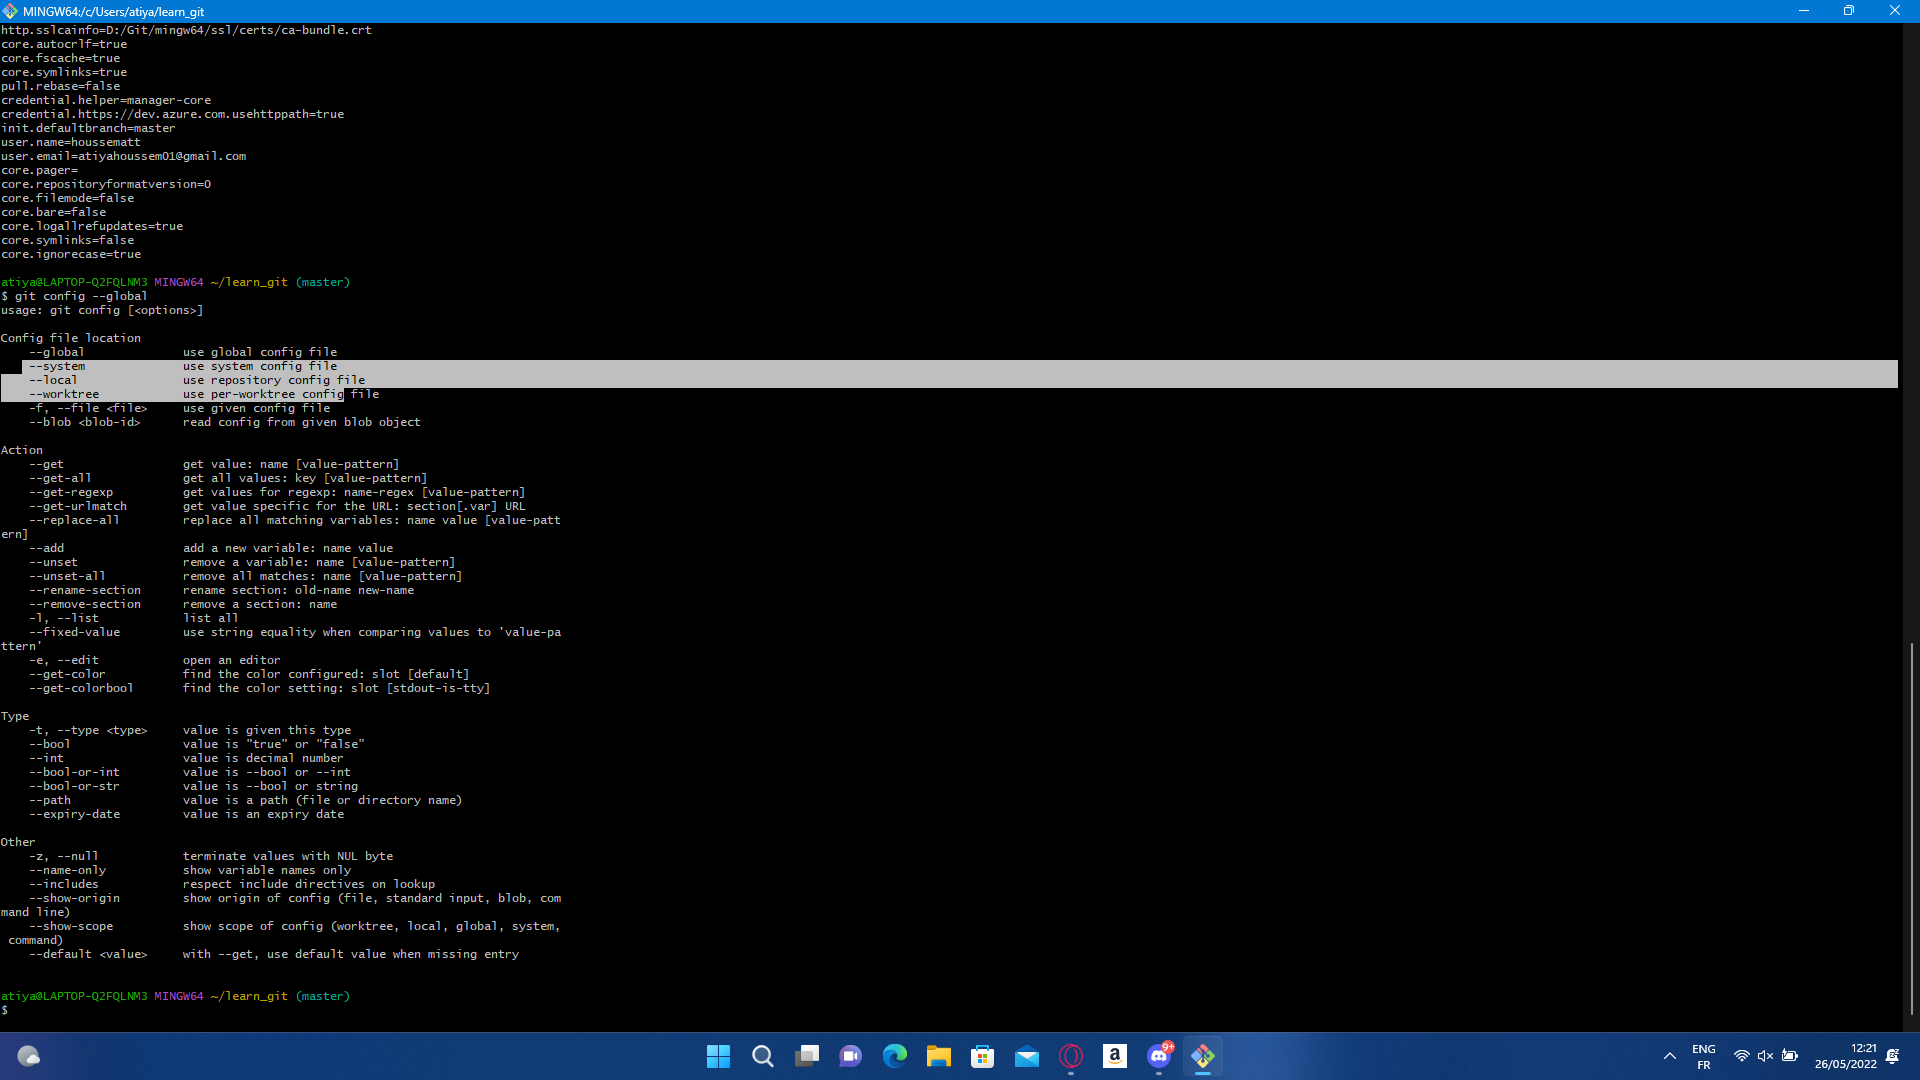 MINGW64:/c/Users/atiya/learn_git
http.sslcainfo=D:/Git/mingw64/ssl/certs/ca-bundle.crt
core.autocrlf=true
core.fscache=true
core.symlinks=true
pull.rebase=false
credential.helper=manager-core
credential.https://dev.azure.com.usehttppath=true
init.defaultbranch=master
user.name=houssematt
user.email=atiyahoussem01@gmail.com
core.pager=
core.repositoryformatversion=0
core.filemode=false
core.bare=false
core.logallrefupdates=true
core.symlinks=false
core.ignorecase=true
atiya@LAPTOP-Q2FQLNM3 MINGW64 ~/learn_git (master)
$ git config --global
usage: git config [<options>]
Config file location
--global use global config file
--system use system config file
--local use repository config file
--worktree use per-worktree config file
-f, --file <file> use given config file
--blob <blob-id> read config from given blob object
Action
--get get value: name [value-pattern]
--get-all get all values: key [value-pattern]
--get-regexp get values for regexp: name-regex [value-pattern]
--get-urlmatch get value specific for the URL: section[.var] URL
--replace-all replace all matching variables: name value [value-patt
ern]
--add add a new variable: name value
--unset remove a variable: name [value-pattern]
--unset-all remove all matches: name [value-pattern]
--rename-section rename section: old-name new-name
--remove-section remove a section: name
-l, --list list all
--fixed-value use string equality when comparing values to 'value-pa
ttern'
-e, --edit open an editor
--get-color find the color configured: slot [default]
--get-colorbool find the color setting: slot [stdout-is-tty]
Type
-t, --type <type> value is given this type
--bool value is "true" or "false"
--int value is decimal number
--bool-or-int value is --bool or --int
--bool-or-str value is --bool or string
--path value is a path (file or directory name)
--expiry-date value is an expiry date
Other
-z, --null terminate values with NUL byte
--name-only show variable names only
--includes respect include directives on lookup
--show-origin show origin of config (file, standard input, blob, com
mand line)
--show-scope show scope of config (worktree, local, global, system,
command)
--default <value> with --get, use default value when missing entry
atiya@LAPTOP-Q2FQLNM3 MINGW64 ~/learn_git (master)
$
a
9+
ENG
FR
12:21
26/05/2022